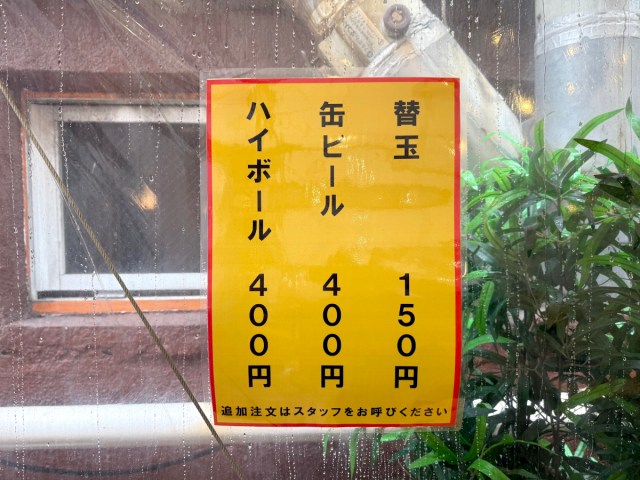 替玉 150円
缶ビール 400円
ハイボール 400円
追加注文はスタッフをお呼びください